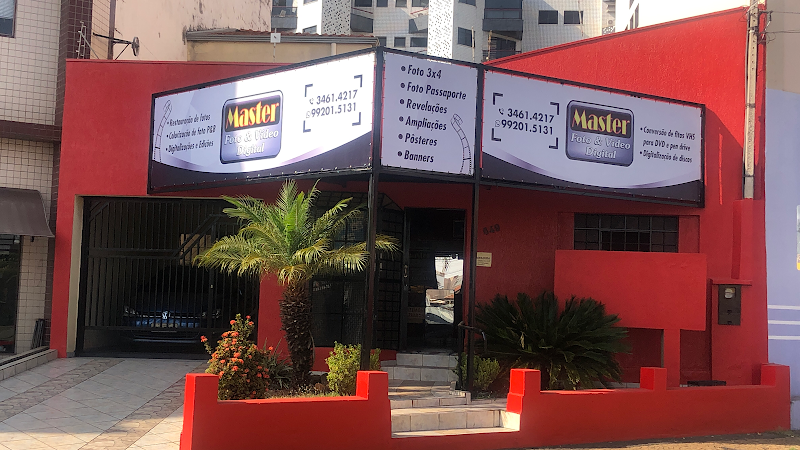 • Restauração de fotos
• Colorização de foto P&B
• Digitalizações e Edições
Master
Foto & Vídeo
Digital
3461.4217
99201.5131
• Foto 3x4
• Foto Passaporte
• Revelações
• Ampliações
• Pôsteres
• Banners
3461.4217
99201.5131
Master
Foto & Vídeo
Digital
• Conversão de fitas VHS
para DVD e pen drive
• Digitalização de discos